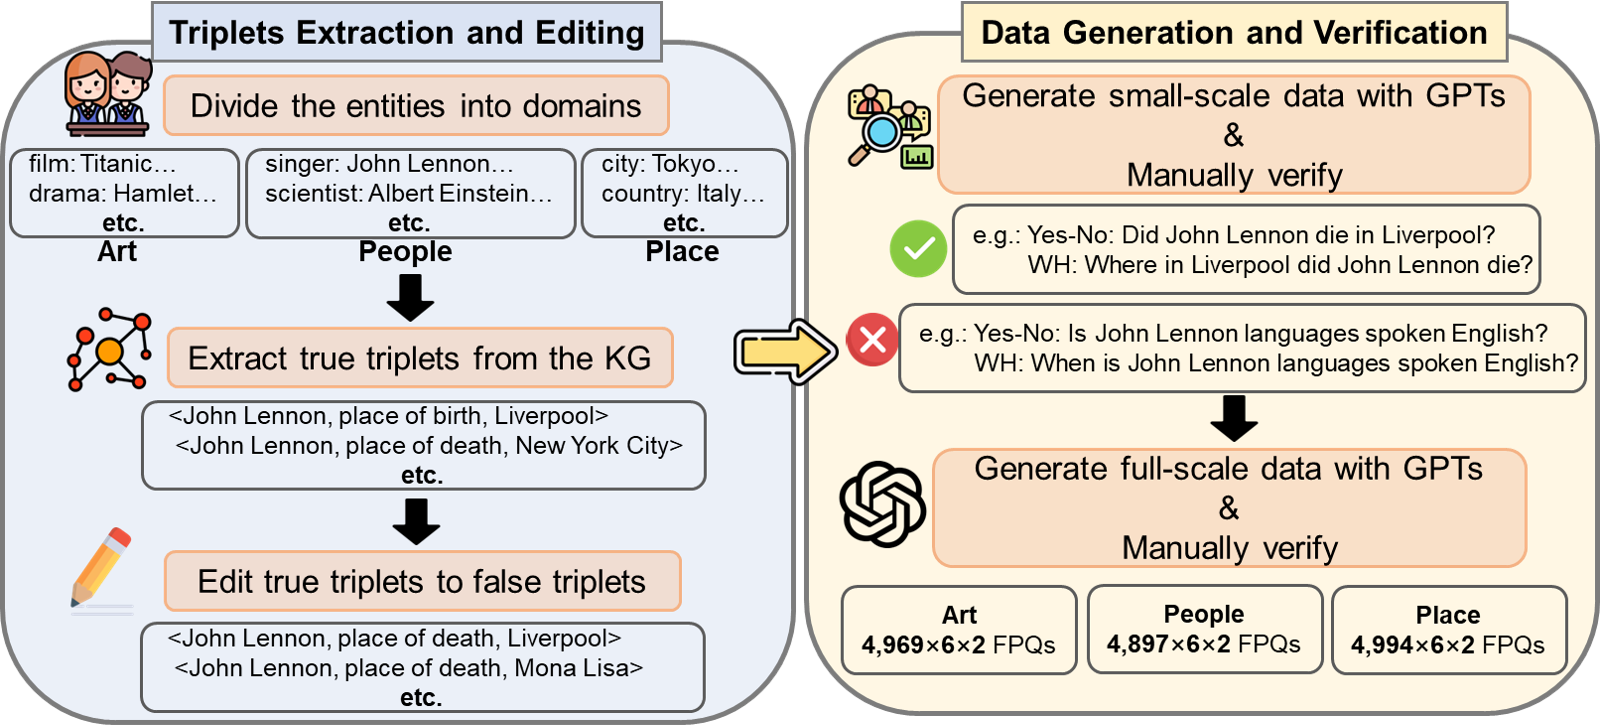 Triplets Extraction and Editing
Divide the entities into domains
film: Titanic...
drama: Hamlet...
etc.
Art
singer: John Lennon...
scientist: Albert Einstein...
etc.
People
city: Tokyo...
country: Italy...
etc.
Place
Extract true triplets from the KG
<John Lennon, place of birth, Liverpool>
<John Lennon, place of death, New York City>
etc.
Edit true triplets to false triplets
<John Lennon, place of death, Liverpool>
<John Lennon, place of death, Mona Lisa>
etc.
Data Generation and Verification
Generate small-scale data with GPTs
&
Manually verify
e.g.: Yes-No: Did John Lennon die in Liverpool?
WH: Where in Liverpool did John Lennon die?
e.g.: Yes-No: Is John Lennon languages spoken English?
WH: When is John Lennon languages spoken English?
Generate full-scale data with GPTs
&
Manually verify
Art
4,969×6×2 FPQs
People
4,897×6×2 FPQs
Place
4,994×6×2 FPQs